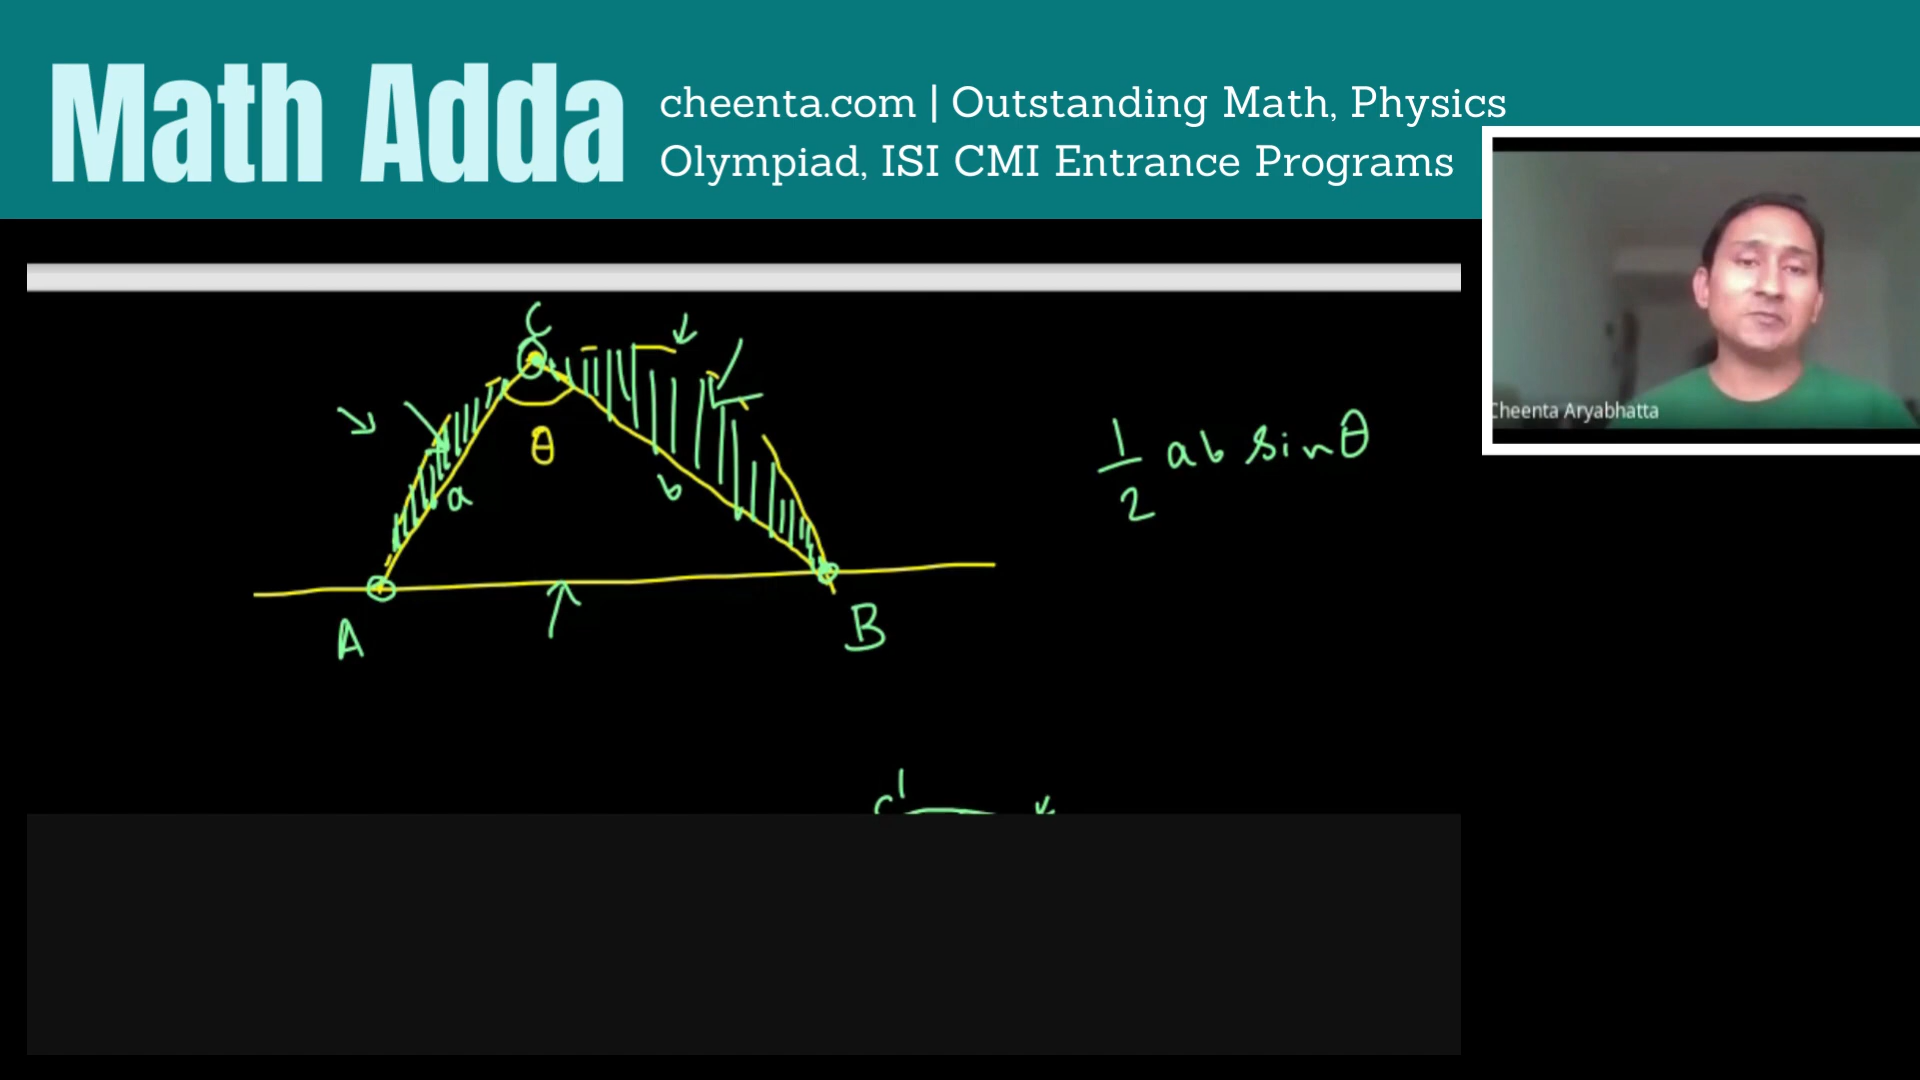 Math Adda
cheenta.com | Outstanding Math, Physics
Olympiad, ISI CMI Entrance Programs
Cheenta Aryabhatta
C
θ
a
b
1/2 ab sinθ
A
B
C'